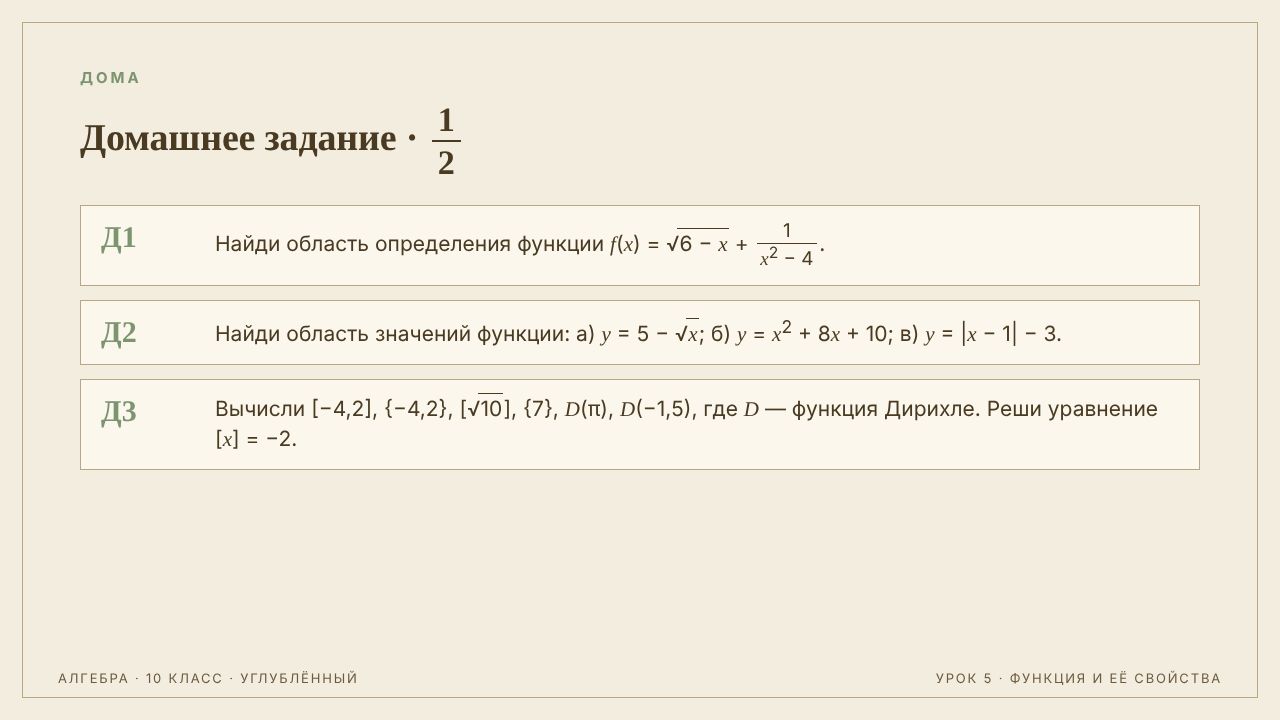 ДОМА
Домашнее задание · 1/2
Д1 Найди область определения функции f(x) = √(6 − x) + 1/(x² − 4).
Д2 Найди область значений функции: а) y = 5 − √x; б) y = x² + 8x + 10; в) y = |x − 1| − 3.
Д3 Вычисли [−4,2], {−4,2}, [√10], {7}, D(π), D(−1,5), где D — функция Дирихле. Реши уравнение
[x] = −2.
АЛГЕБРА · 10 КЛАСС · УГЛУБЛЁННЫЙ
УРОК 5 · ФУНКЦИЯ И ЕЁ СВОЙСТВА